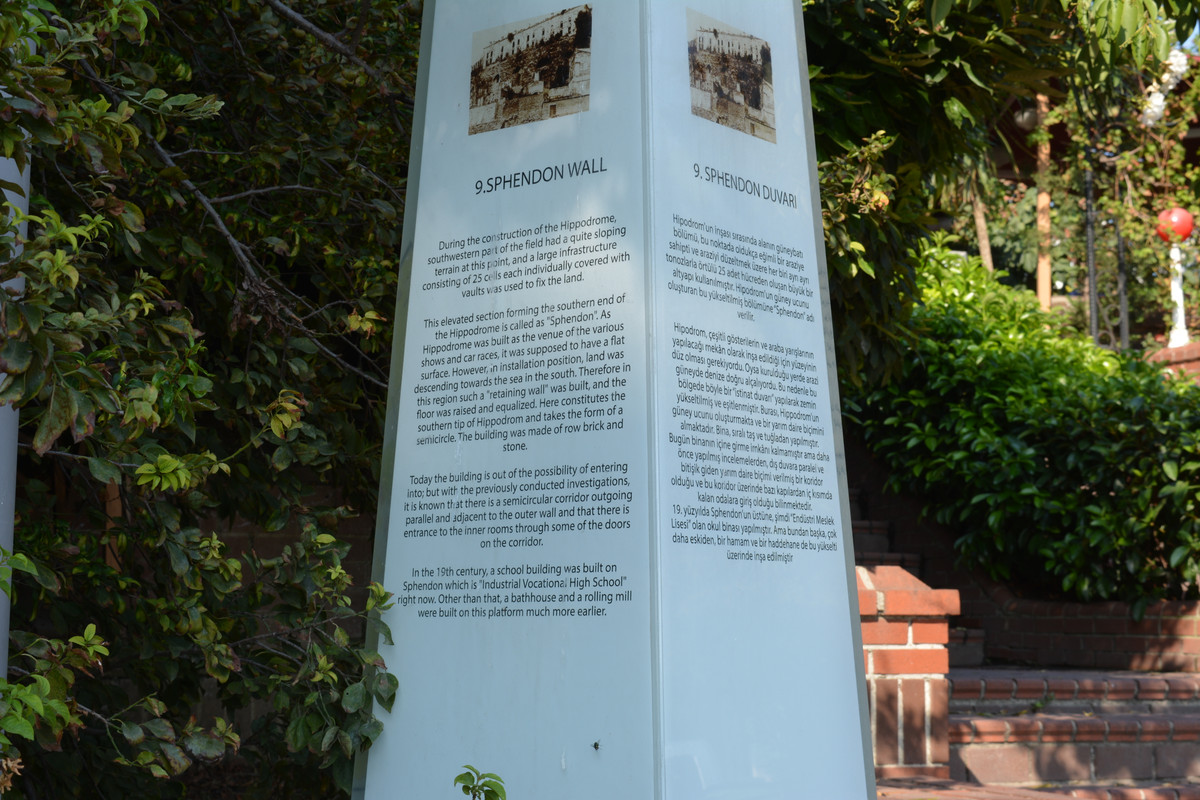 9.SPHENDON WALL
During the construction of the Hippodrome,
southwestern part of the field had a quite sloping
terrain at this point, and a large infrastructure
consisting of 25 cells each individually covered with
vaults was used to fix the land.
This elevated section forming the southern end of
the Hippodrome is called as "Sphendon". As
Hippodrome was built as the venue of the various
shows and car races, it was supposed to have a flat
surface. However, in installation position, land was
descending towards the sea in the south. Therefore in
this region such a "retaining wall" was built, and the
floor was raised and equalized. Here constitutes the
southern tip of Hippodrom and takes the form of a
semicircle. The building was made of row brick and
stone.
Today the building is out of the possibility of entering
into; but with the previously conducted investigations,
it is known that there is a semicircular corridor outgoing
parallel and adjacent to the outer wall and that there is
entrance to the inner rooms through some of the doors
on the corridor.
In the 19th century, a school building was built on
Sphendon which is "Industrial Vocational High School"
right now. Other than that, a bathhouse and a rolling mill
were built on this platform much more earlier.
9. SPHENDON DUVARI
Hipodrom'un inşası sırasında alanın güneybatı
bölümü, bu noktada oldukça eğimli bir araziye
sahipti ve araziyi düzeltmek üzere her biri ayrı ayrı
tonozlarla örtülü 25 adet hücreden oluşan büyük bir
altyapı kullanılmıştır. Hipodrom'un güney ucunu
oluşturan bu yükseltilmiş bölümüne "Sphendon" adı
verilir.
Hipodrom, çeşitli gösterilerin ve araba yarışlarının
yapılacağı mekân olarak inşa edildiği için yüzeyinin
düz olması gerekiyordu. Oysa kurulduğu yerde arazi
güneyde denize doğru alçalıyordu. Bu nedenle bu
bölgede böyle bir "istinat duvarı" yapılarak zemin
yükseltilmiş ve eşitlenmiştir. Burası, Hippodrom'un
güney ucunu oluşturmakta ve bir yarım daire biçimini
almaktadır. Bina, sıralı taş ve tuğladan yapılmıştır.
Bugün binanın içine girme imkânı kalmamıştır ama daha
önce yapılmış incelemelerden, dış duvara paralel ve
bitişik giden yarım daire biçimi verilmiş bir koridor
olduğu ve bu koridor üzerinde bazı kapılardan iç kısımda
kalan odalara giriş olduğu bilinmektedir.
19. yüzyılda Sphendon'un üstüne, şimdi "Endüstri Meslek
Lisesi" olan okul binası yapılmıştır. Ama bundan başka, çok
daha eskiden, bir hamam ve bir haddehane de bu yükselti
üzerinde inşa edilmiştir